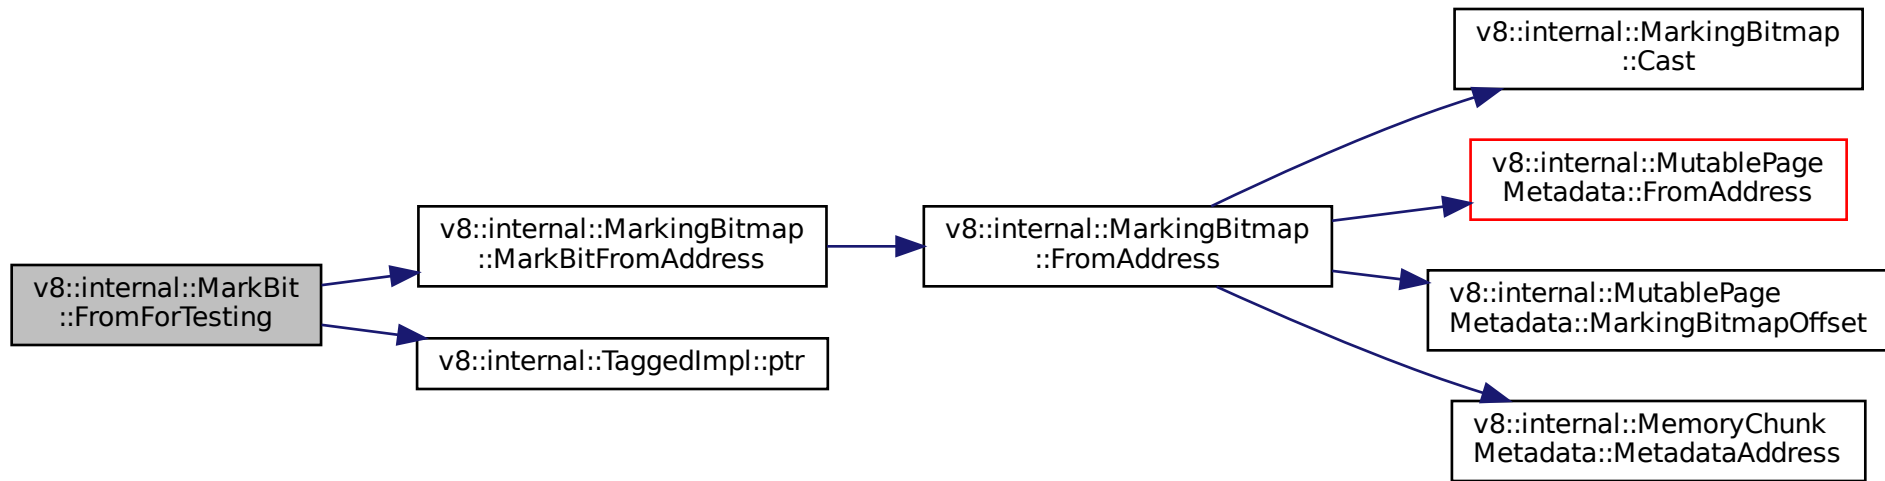 v8::internal::MarkBit
::FromForTesting
v8::internal::MarkingBitmap
::MarkBitFromAddress
v8::internal::TaggedImpl::ptr
v8::internal::MarkingBitmap
::FromAddress
v8::internal::MarkingBitmap
::Cast
v8::internal::MutablePage
Metadata::FromAddress
v8::internal::MutablePage
Metadata::MarkingBitmapOffset
v8::internal::MemoryChunk
Metadata::MetadataAddress